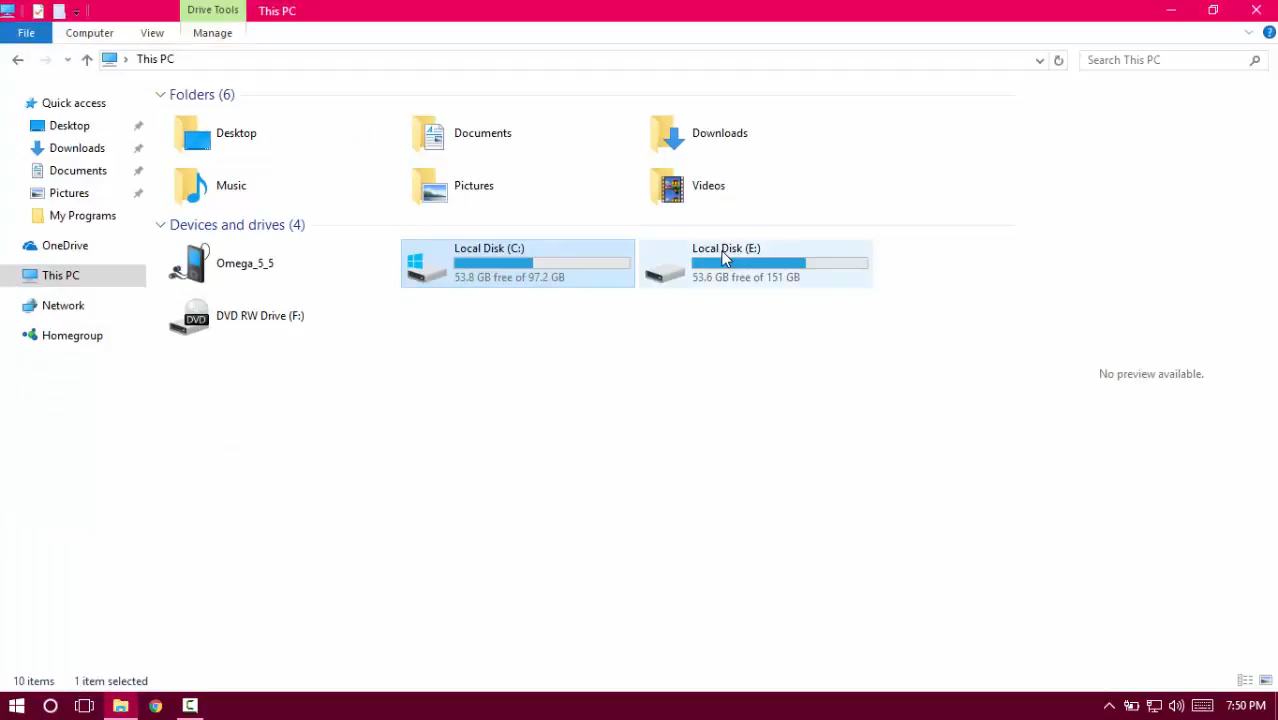 Drive Tools This PC
File Computer View Manage
This PC Search This PC
Quick access
Desktop
Downloads
Documents
Pictures
My Programs
OneDrive
This PC
Network
Homegroup
Folders (6)
Desktop Documents Downloads
Music Pictures Videos
Devices and drives (4)
Omega_5_5
Local Disk (C:)
53.8 GB free of 97.2 GB
Local Disk (E:)
53.6 GB free of 151 GB
DVD
DVD RW Drive (F:)
No preview available.
10 items 1 item selected
7:50 PM